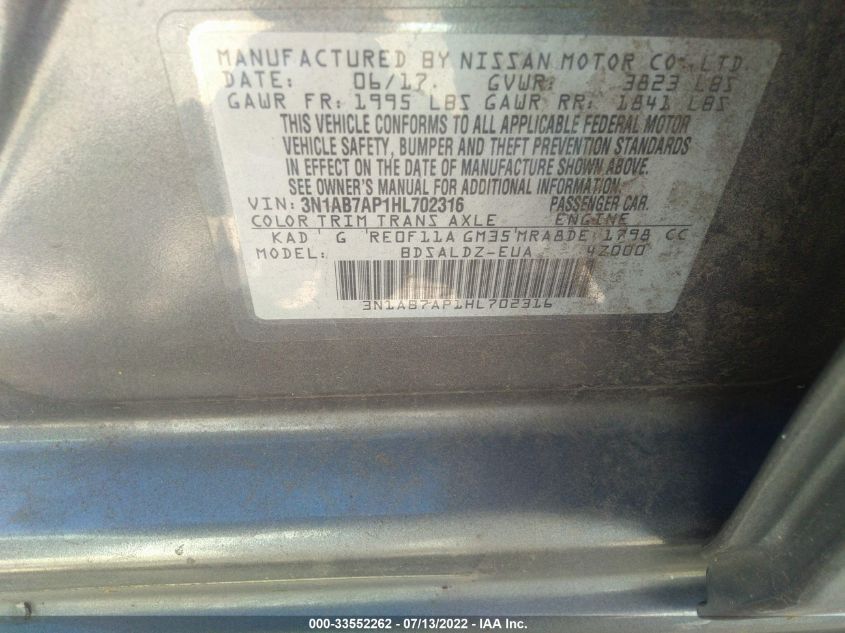 MANUFACTURED BY NISSAN MOTOR CO. LTD.
DATE: 06/17. GVWR: 3823 LBS
GAWR FR: 1995 LBS GAWR RR: 1841 LBS
THIS VEHICLE CONFORMS TO ALL APPLICABLE FEDERAL MOTOR
VEHICLE SAFETY, BUMPER AND THEFT PREVENTION STANDARDS
IN EFFECT ON THE DATE OF MANUFACTURE SHOWN ABOVE.
SEE OWNER'S MANUAL FOR ADDITIONAL INFORMATION.
VIN: 3N1AB7AP1HL702316 PASSENGER CAR.
COLOR TRIM TRANS AXLE ENGINE
KAD G RE0F11A GM35 MRA8DE 1798 CC
MODEL: BDSALDZ-EUA 4Z000
3N1AB7AP1HL702316
000-33552262 - 07/13/2022 - IAA Inc.